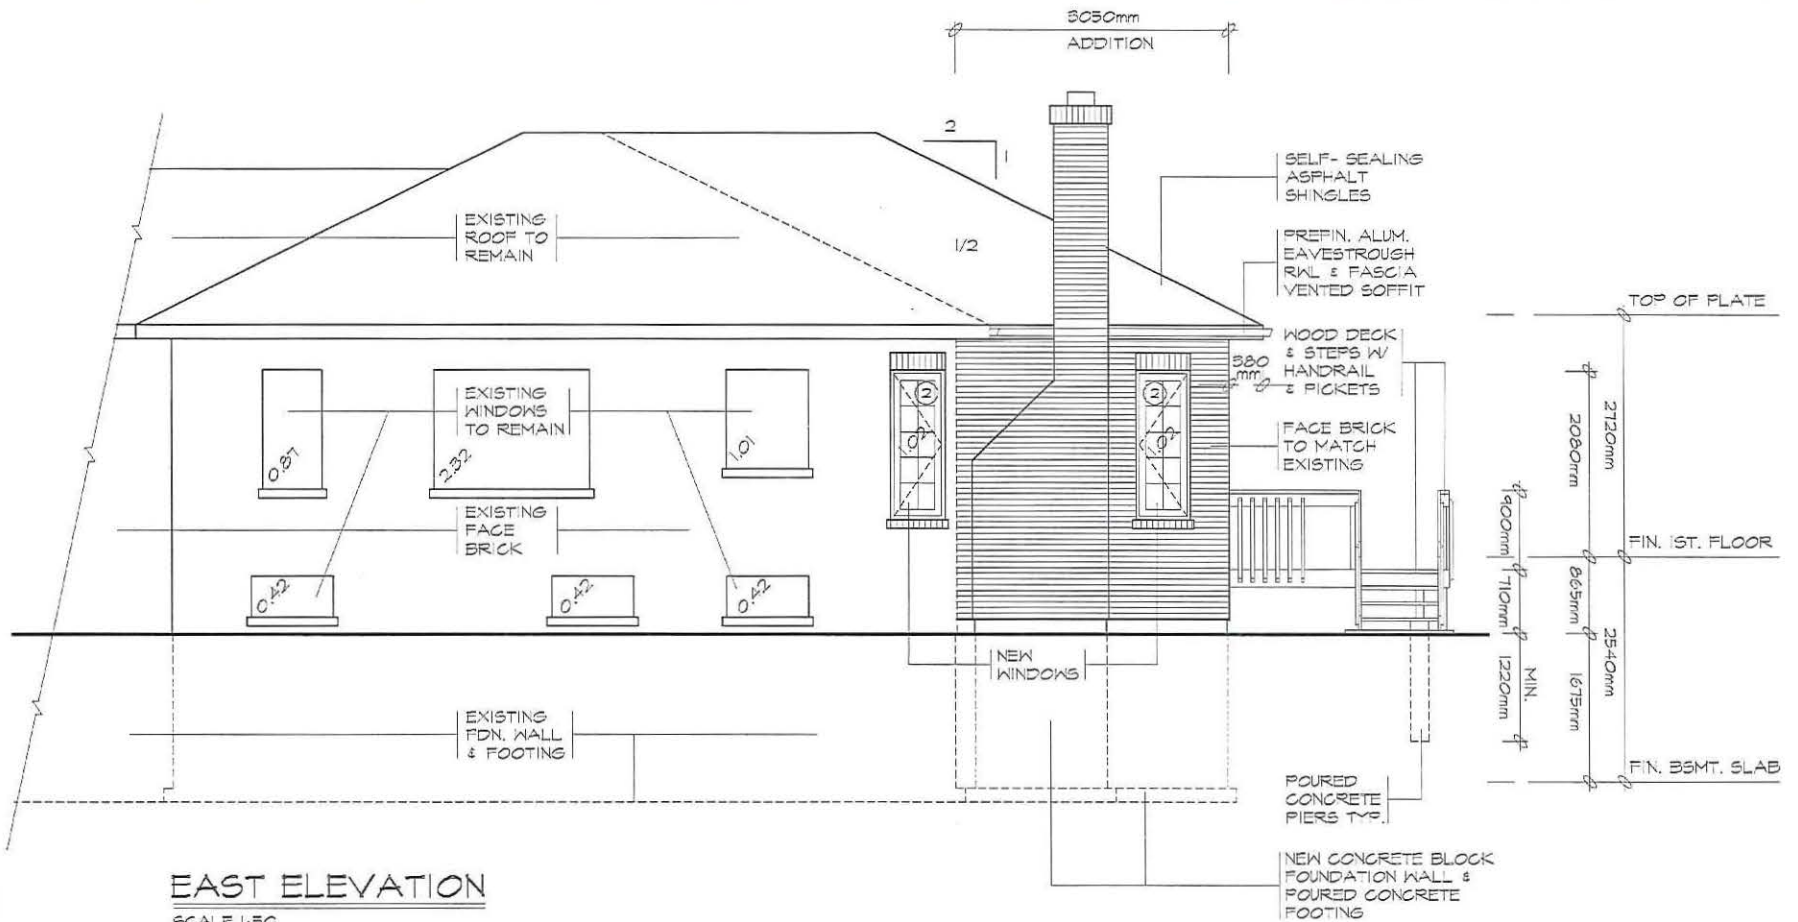 3050mm
ADDITION
2
1
SELF- SEALING
ASPHALT
SHINGLES
EXISTING
ROOF TO
REMAIN
1/2
PREFIN. ALUM.
EAVESTROUGH
RWL & FASCIA
VENTED SOFFIT
TOP OF PLATE
WOOD DECK
& STEPS W/
HANDRAIL
& PICKETS
580
mm
EXISTING
WINDOWS
TO REMAIN
0.87
2.32
1.01
2
1.02
2
1.02
FACE BRICK
TO MATCH
EXISTING
2720mm
2080mm
900mm
EXISTING
FACE
BRICK
FIN. 1ST. FLOOR
0.42
0.42
0.42
710mm
865mm
2540mm
NEW
WINDOWS
MIN.
1220mm
1675mm
EXISTING
FDN. WALL
& FOOTING
FIN. BSMT. SLAB
POURED
CONCRETE
PIERS TYP.
NEW CONCRETE BLOCK
FOUNDATION WALL &
POURED CONCRETE
FOOTING
EAST ELEVATION
SCALE 1:50